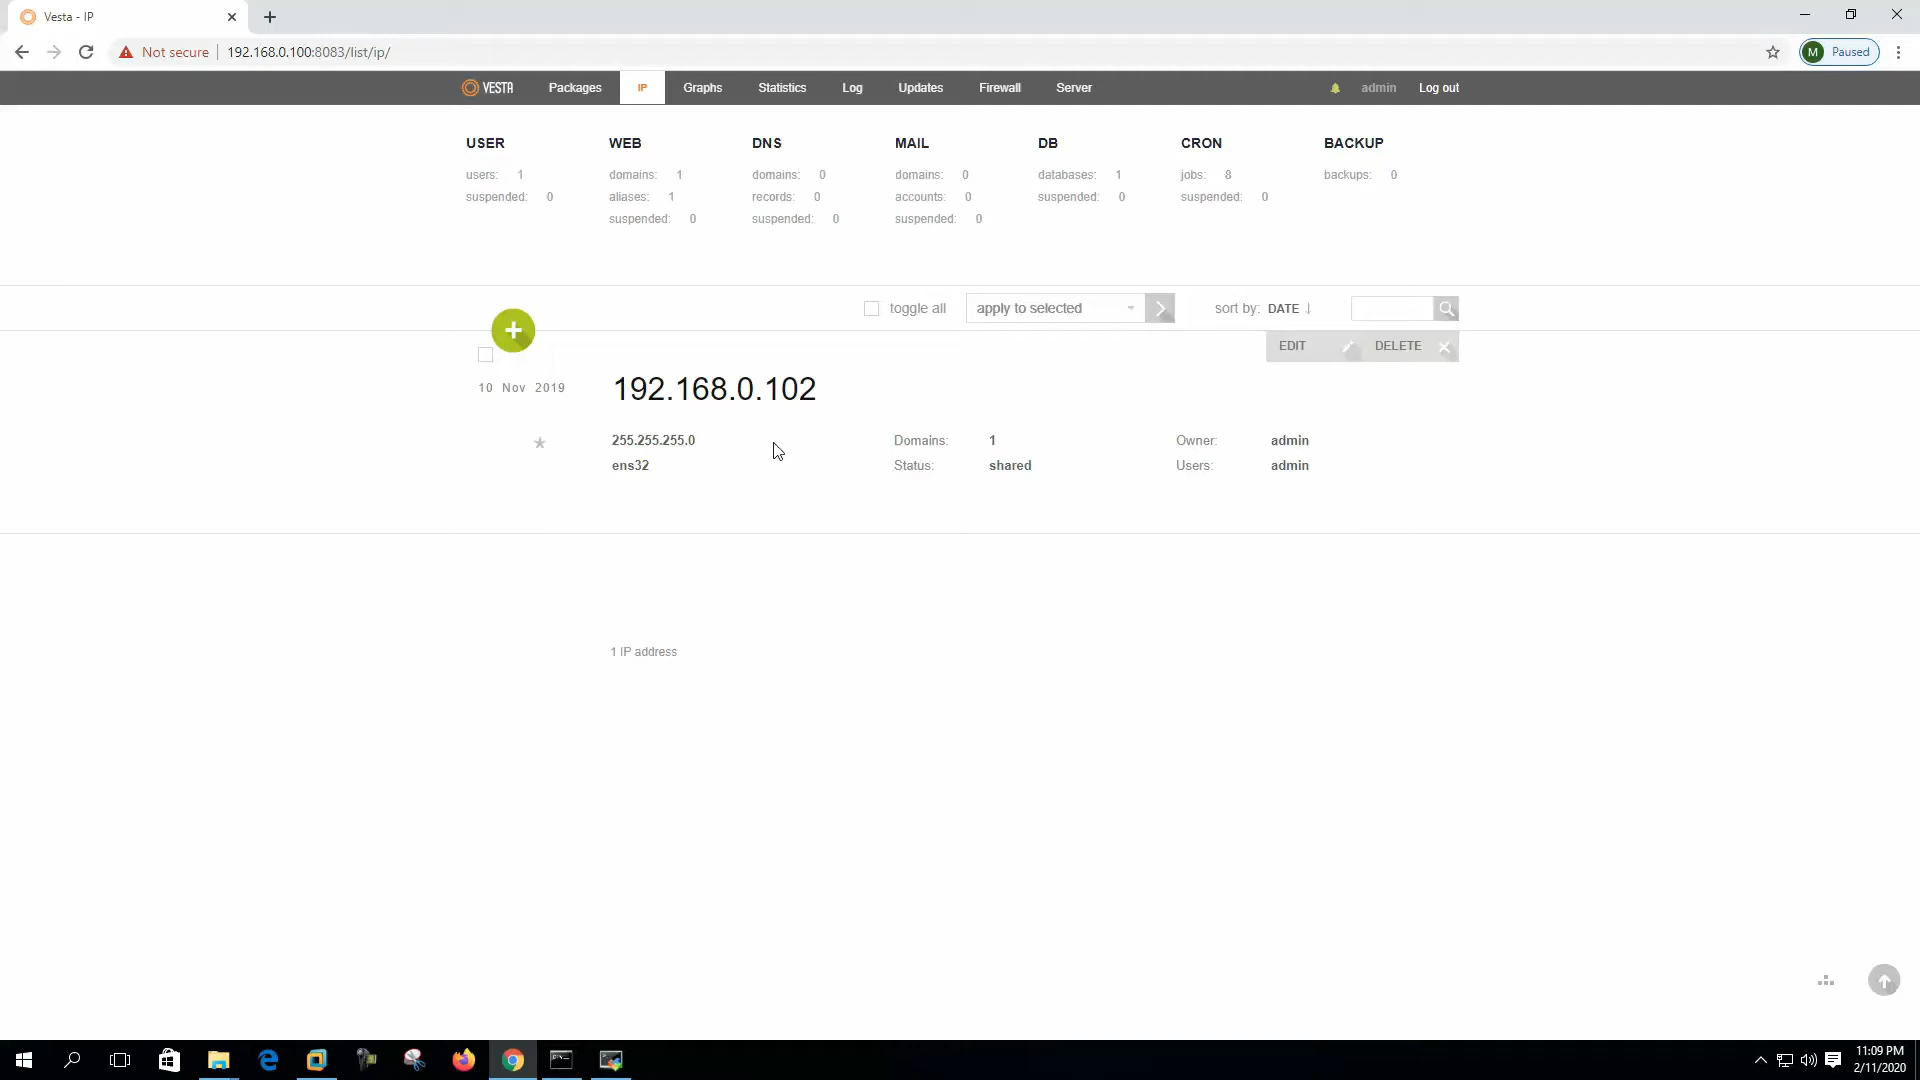 Vesta - IP
Not secure 192.168.0.100:8083/list/ip/
M Paused
VESTA Packages IP Graphs Statistics Log Updates Firewall Server admin Log out
USER WEB DNS MAIL DB CRON BACKUP
users: 1 domains: 1 domains: 0 domains: 0 databases: 1 jobs: 8 backups: 0
suspended: 0 aliases: 1 records: 0 accounts: 0 suspended: 0 suspended: 0
suspended: 0 suspended: 0 suspended: 0
toggle all apply to selected sort by: DATE ↓
EDIT DELETE
10 Nov 2019 192.168.0.102
255.255.255.0 Domains: 1 Owner: admin
ens32 Status: shared Users: admin
1 IP address
11:09 PM
2/11/2020